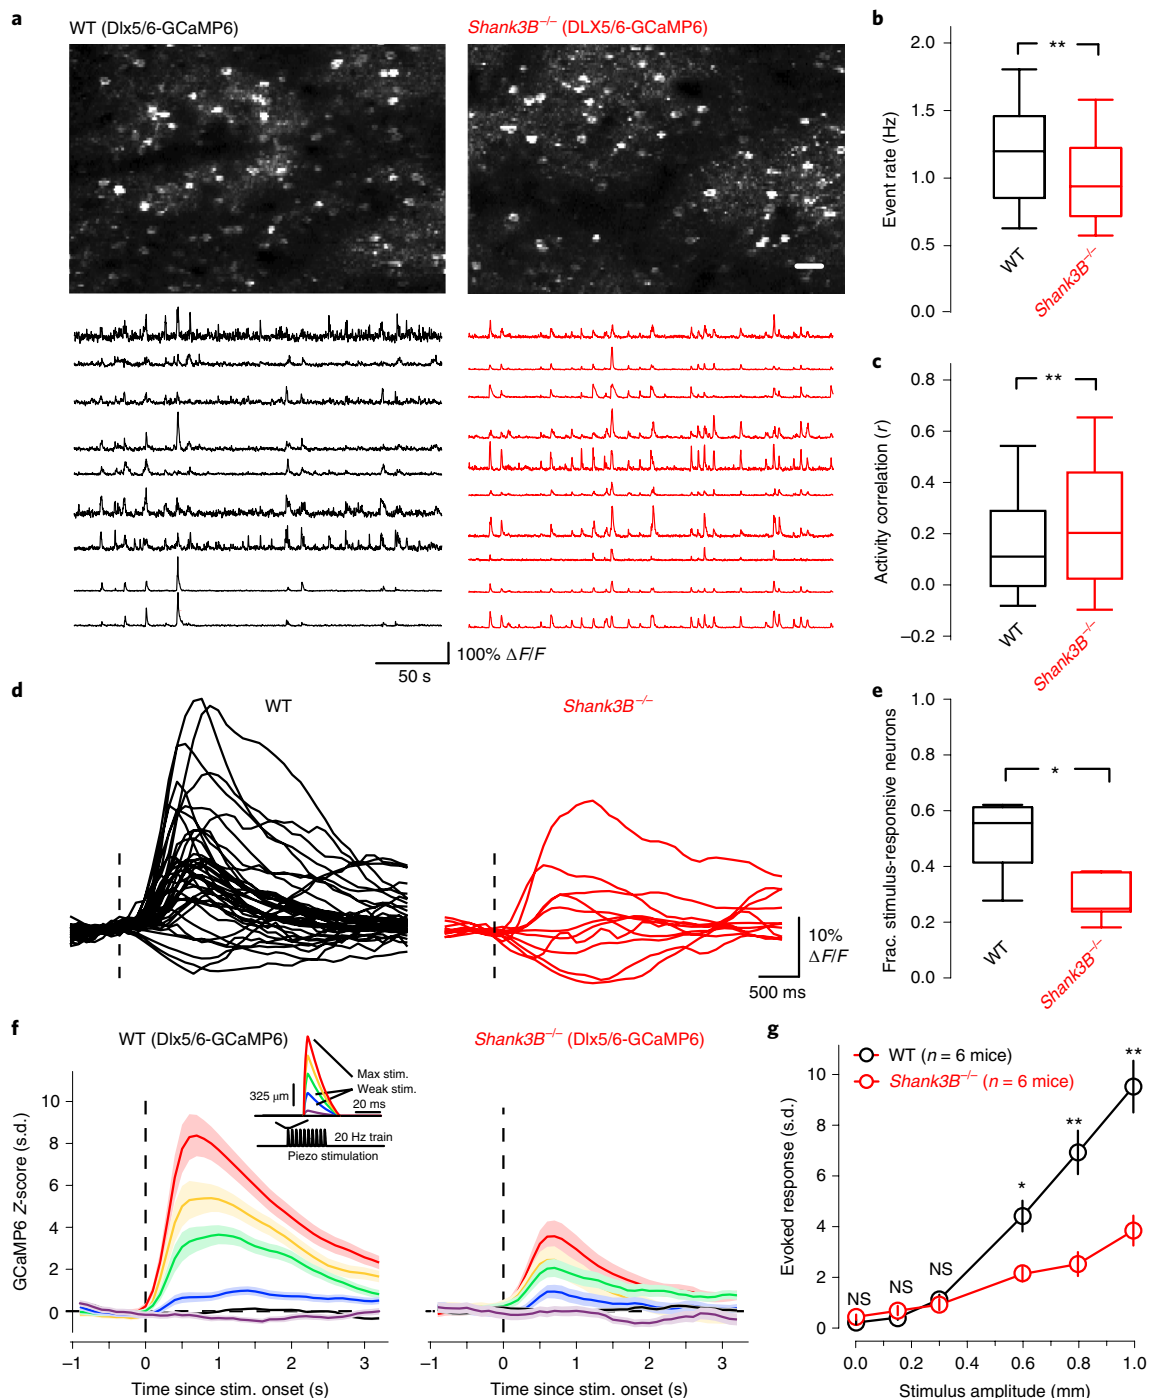 a
WT (Dlx5/6-GCaMP6)
Shank3B−/− (DLX5/6-GCaMP6)
100% ΔF/F
50 s
b
Event rate (Hz)
2.0
1.5
1.0
0.5
0.0
**
WT
Shank3B−/−
c
Activity correlation (r)
0.8
0.6
0.4
0.2
0.0
−0.2
**
WT
Shank3B−/−
d
WT
Shank3B−/−
10%
ΔF/F
500 ms
e
Frac. stimulus-responsive neurons
1.0
0.8
0.6
0.4
0.2
0.0
*
WT
Shank3B−/−
f
WT (Dlx5/6-GCaMP6)
Shank3B−/− (Dlx5/6-GCaMP6)
Max stim.
Weak stim.
325 μm
20 ms
20 Hz train
Piezo stimulation
GCaMP6 Z-score (s.d.)
10
8
6
4
2
0
−1 0 1 2 3
Time since stim. onset (s)
−1 0 1 2 3
Time since stim. onset (s)
g
WT (n = 6 mice)
Shank3B−/− (n = 6 mice)
Evoked response (s.d.)
10
8
6
4
2
0
NS NS NS * ** **
0.0 0.2 0.4 0.6 0.8 1.0
Stimulus amplitude (mm)